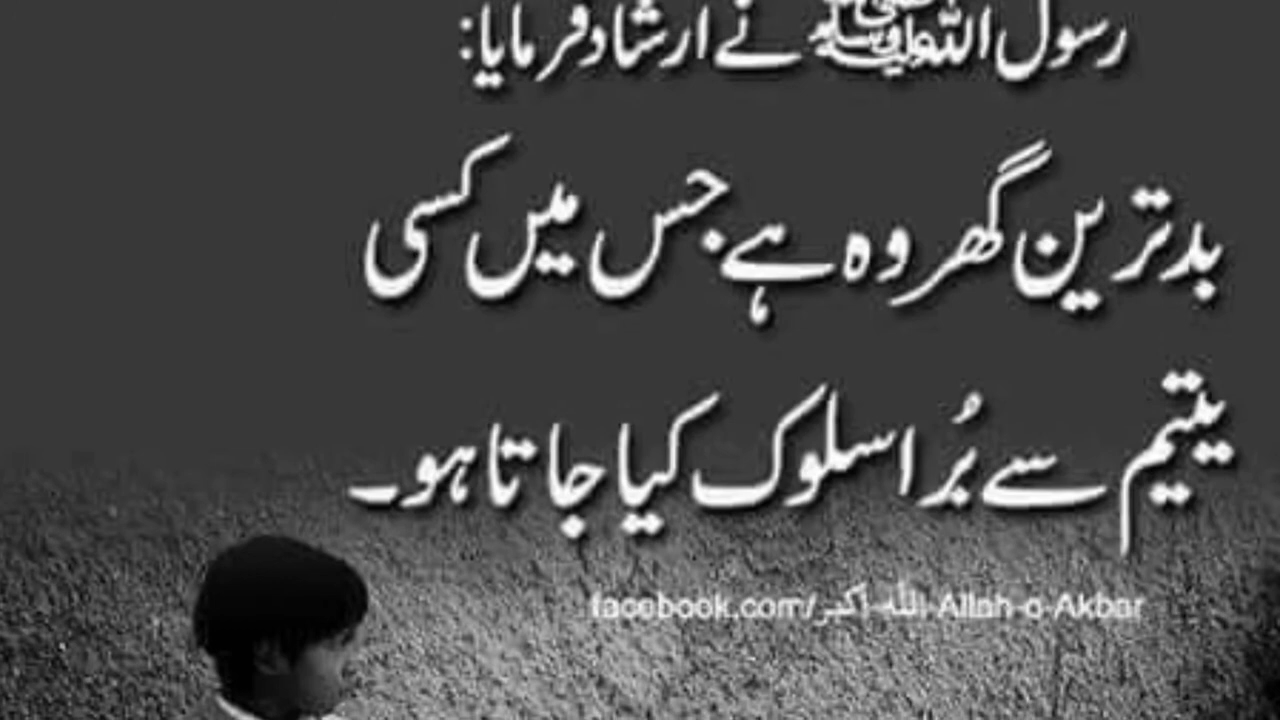 رسول اللہ ﷺ نے ارشاد فرمایا:
بدترین گھر وہ ہے جس میں کسی
یتیم سے بُرا سلوک کیا جاتا ہو۔
facebook.com/اللہ-اکبر-Allah-o-Akbar